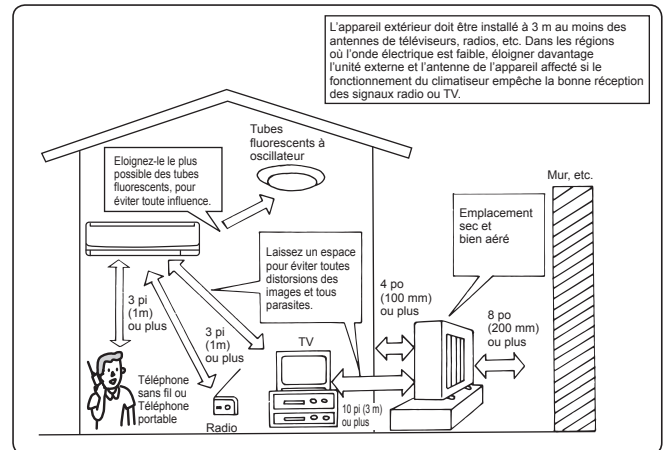 L'appareil extérieur doit être installé à 3 m au moins des
antennes de téléviseurs, radios, etc. Dans les régions
où l'onde électrique est faible, éloigner davantage
l'unité externe et l'antenne de l'appareil affecté si le
fonctionnement du climatiseur empêche la bonne réception
des signaux radio ou TV.
Tubes
fluorescents à
oscillateur
Eloignez-le le plus
possible des tubes
fluorescents, pour
éviter toute influence.
Mur, etc.
Emplacement
sec et
bien aéré
Laissez un espace
pour éviter toutes
distorsions des
images et tous
parasites.
3 pi
(1m)
ou plus
3 pi
(1m)
ou plus
4 po
(100 mm)
ou plus
8 po
(200 mm)
ou plus
TV
Téléphone
sans fil ou
Téléphone
portable
Radio
10 pi (3 m)
ou plus